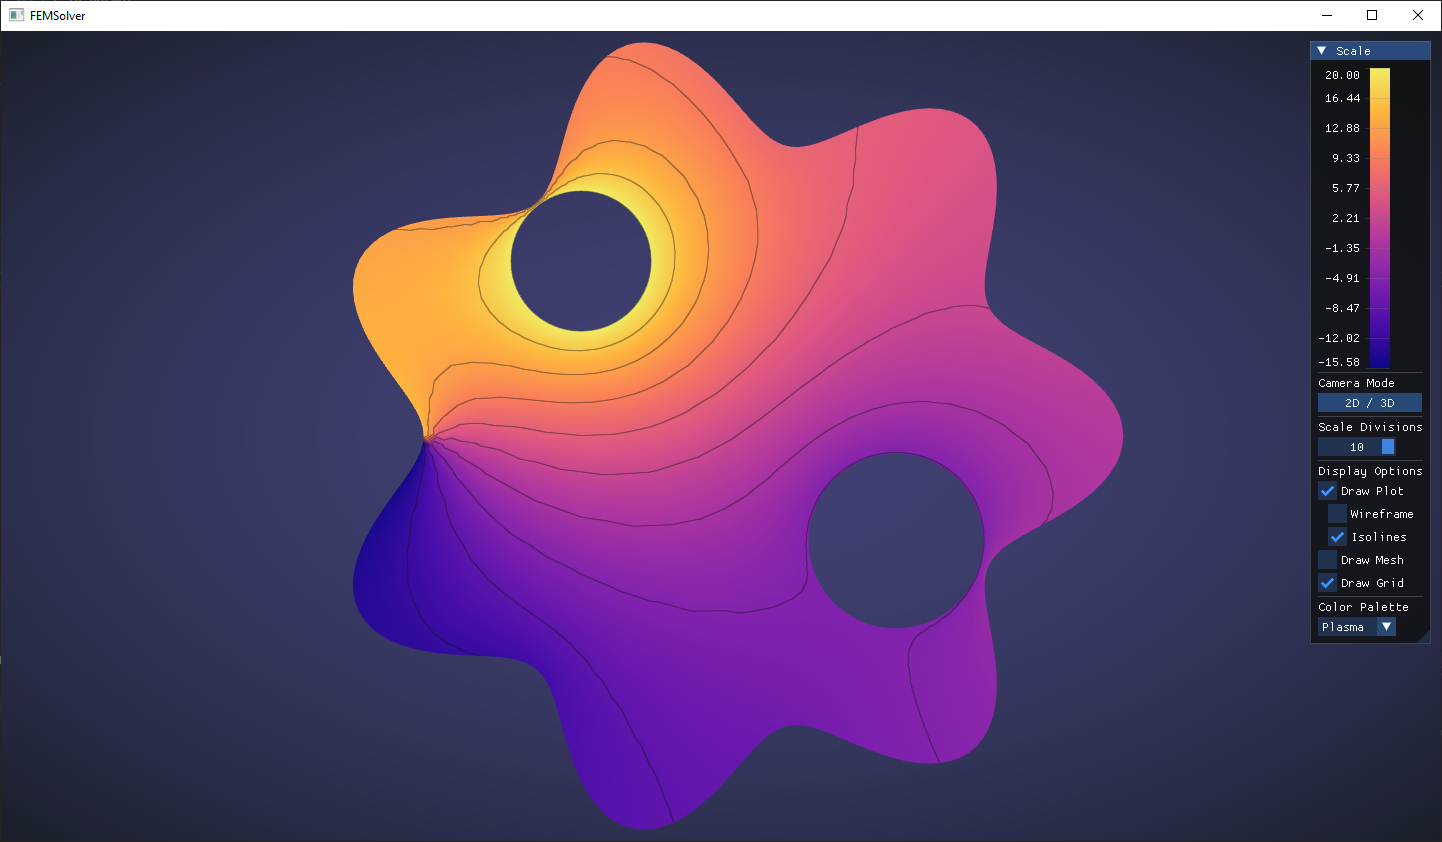 FEMSolver
Scale
20.00
16.44
12.88
9.33
5.77
2.21
-1.35
-4.91
-8.47
-12.02
-15.58
Camera Mode
2D / 3D
Scale Divisions
10
Display Options
Draw Plot
Wireframe
Isolines
Draw Mesh
Draw Grid
Color Palette
Plasma